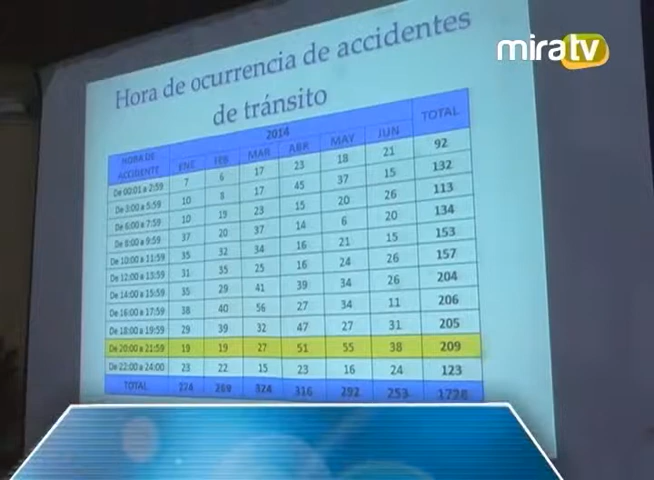 miratv
Hora de ocurrencia de accidentes
de tránsito
HORA DE ACCIDENTE 2014 TOTAL
ENE FEB MAR ABR MAY JUN
De 00:01 a 2:59 7 6 17 23 18 21 92
De 3:00 a 5:59 10 8 17 45 37 15 132
De 6:00 a 7:59 10 19 23 15 20 26 113
De 8:00 a 9:59 37 20 37 14 6 20 134
De 10:00 a 11:59 35 32 34 16 21 15 153
De 12:00 a 13:59 31 35 25 16 24 26 157
De 14:00 a 15:59 35 29 41 39 34 26 204
De 16:00 a 17:59 38 40 56 27 34 11 206
De 18:00 a 19:59 29 39 32 47 27 31 205
De 20:00 a 21:59 19 19 27 51 55 38 209
De 22:00 a 24:00 23 22 15 23 16 24 123
TOTAL 274 269 324 316 292 253 1728